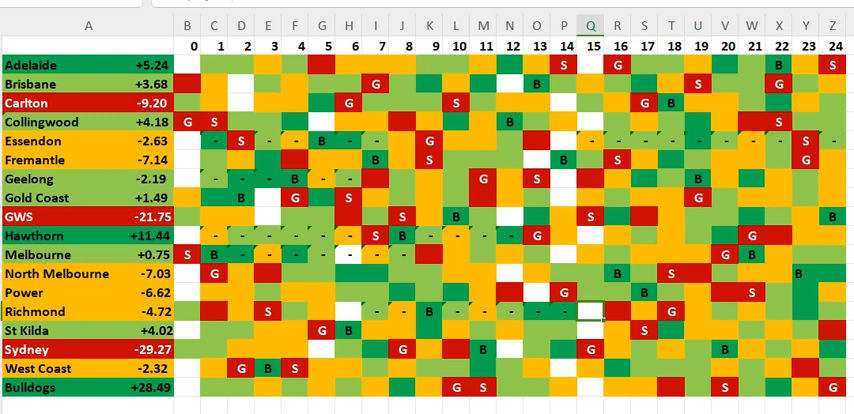 A B C D E F G H I J K L M N O P Q R S T U V W X Y Z
0 1 2 3 4 5 6 7 8 9 10 11 12 13 14 15 16 17 18 19 20 21 22 23 24
Adelaide +5.24 S G B S
Brisbane +3.68 G B S G
Carlton -9.20 G S G B
Collingwood +4.18 G S B S
Essendon -2.63 - S - - B - - G - - - - - - - - S -
Fremantle -7.14 B S B S G
Geelong -2.19 - - - B - - G S B
Gold Coast +1.49 B G S G
GWS -21.75 S B S B
Hawthorn +11.44 - - - - - - S B - - - - G G
Melbourne +0.75 S B - - - - - - - G B
North Melbourne -7.03 G B S B
Power -6.62 G B S
Richmond -4.72 S - - B - - - - - G
St Kilda +4.02 G B S
Sydney -29.27 G B G B
West Coast -2.32 G B S
Bulldogs +28.49 G S S G